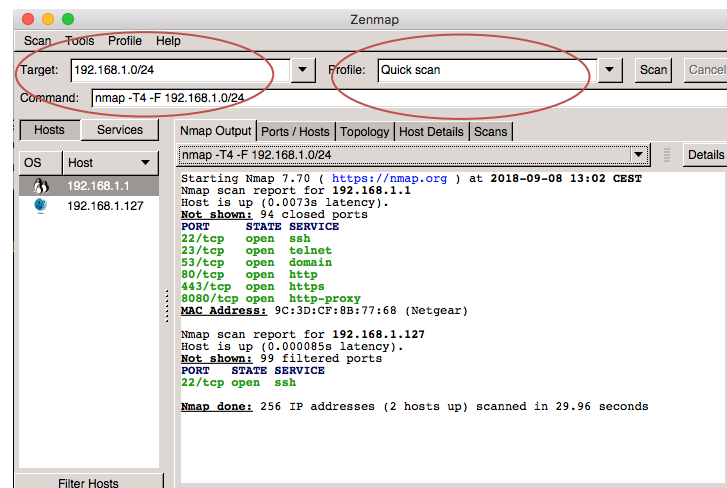 Zenmap
Scan Tools Profile Help
Target: 192.168.1.0/24 Profile: Quick scan Scan Cancel
Command: nmap -T4 -F 192.168.1.0/24
Hosts Services
Nmap Output Ports / Hosts Topology Host Details Scans
OS Host
nmap -T4 -F 192.168.1.0/24 Details
192.168.1.1
192.168.1.127
Starting Nmap 7.70 ( https://nmap.org ) at 2018-09-08 13:02 CEST
Nmap scan report for 192.168.1.1
Host is up (0.0073s latency).
Not shown: 94 closed ports
PORT STATE SERVICE
22/tcp open ssh
23/tcp open telnet
53/tcp open domain
80/tcp open http
443/tcp open https
8080/tcp open http-proxy
MAC Address: 9C:3D:CF:8B:77:68 (Netgear)
Nmap scan report for 192.168.1.127
Host is up (0.000085s latency).
Not shown: 99 filtered ports
PORT STATE SERVICE
22/tcp open ssh
Nmap done: 256 IP addresses (2 hosts up) scanned in 29.96 seconds
Filter Hosts